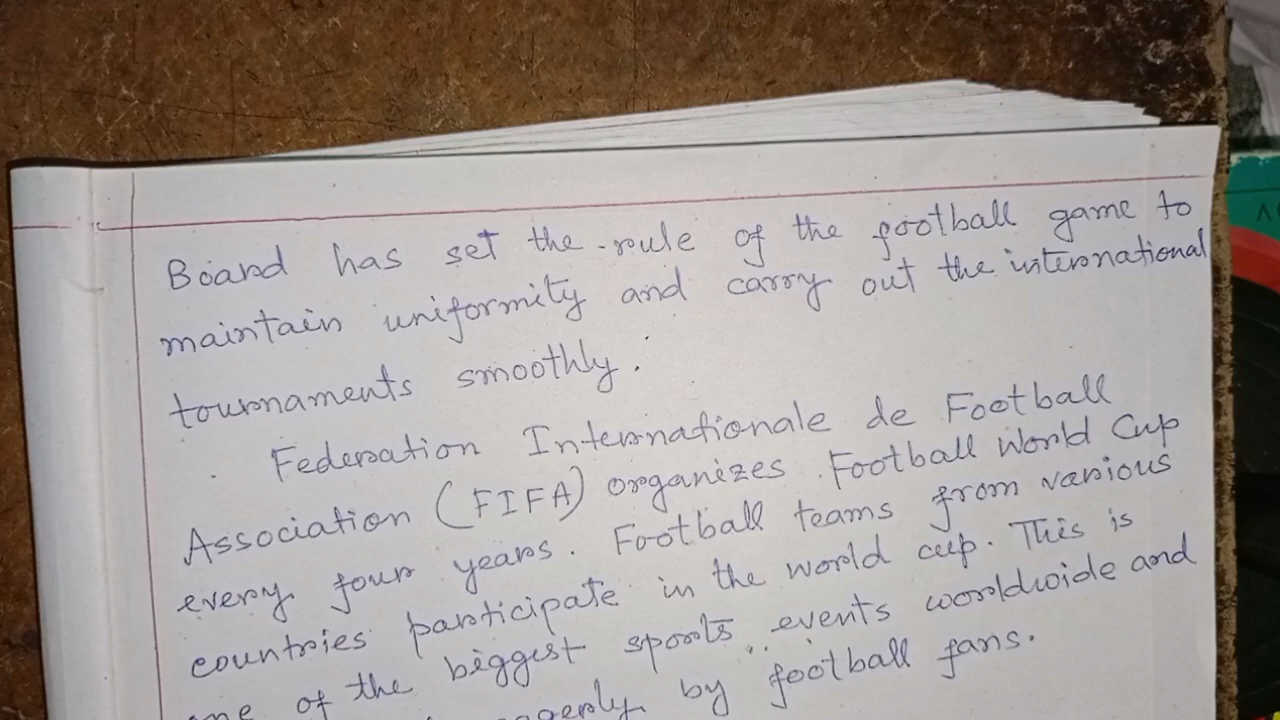 Board has set the rule of the football game to
maintain uniformity and carry out the international
tournaments smoothly.
Federation Internationale de Football
Association (FIFA) organizes Football World Cup
every four years. Football teams from various
countries participate in the world cup. This is
of the biggest sports events worldwide and
by football fans.